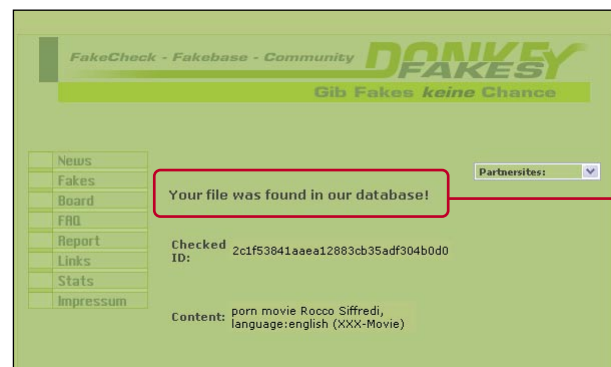 FakeCheck - Fakebase - Community
DONKEY
FAKES
Gib Fakes keine Chance
News
Fakes
Board
FAQ
Report
Links
Stats
Impressum
Partnersites:
Your file was found in our database!
Checked ID: 2c1f53841aaea12883cb35adf304b0d0
Content: porn movie Rocco Siffredi,
language:english (XXX-Movie)